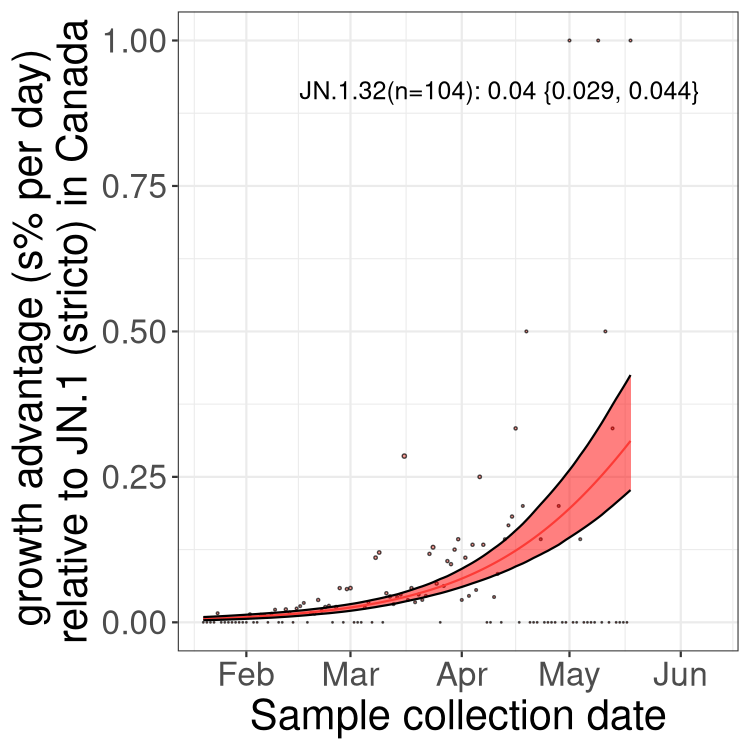 growth advantage (s% per day)
relative to JN.1 (stricto) in Canada
1.00
0.75
0.50
0.25
0.00
JN.1.32(n=104): 0.04 {0.029, 0.044}
Feb Mar Apr May Jun
Sample collection date